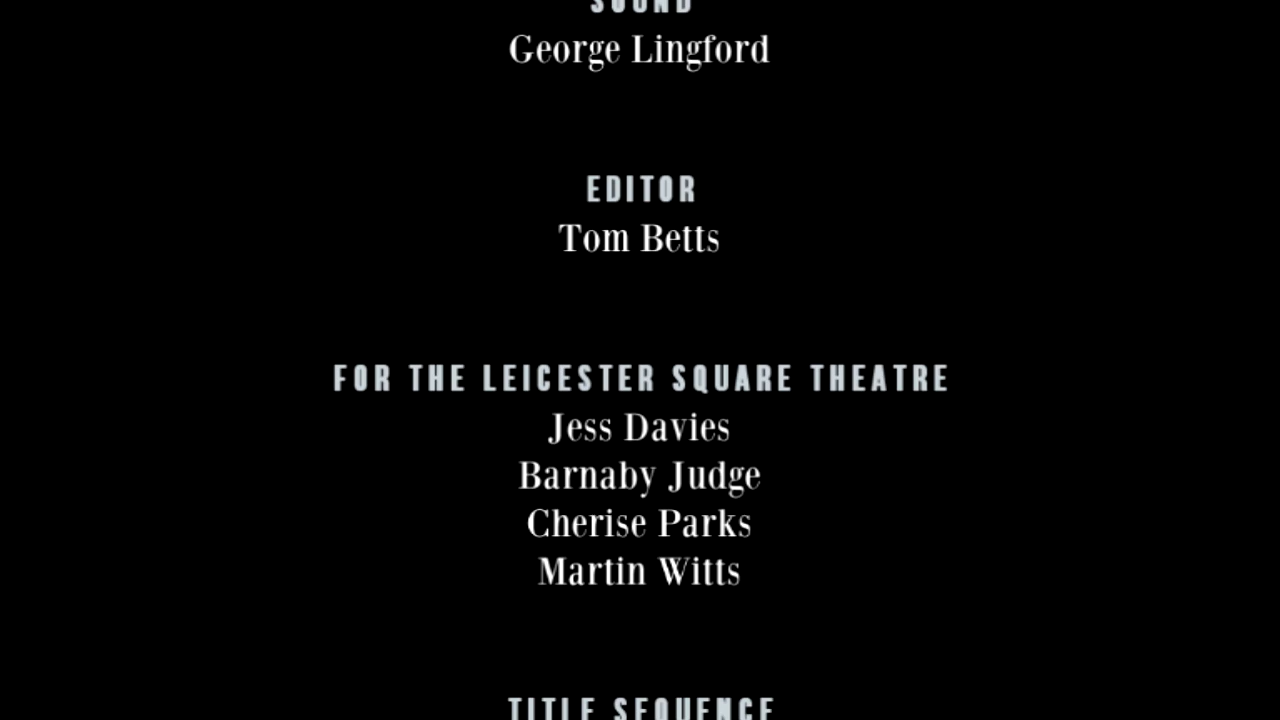 SOUND
George Lingford
EDITOR
Tom Betts
FOR THE LEICESTER SQUARE THEATRE
Jess Davies
Barnaby Judge
Cherise Parks
Martin Witts
TITLE SEQUENCE